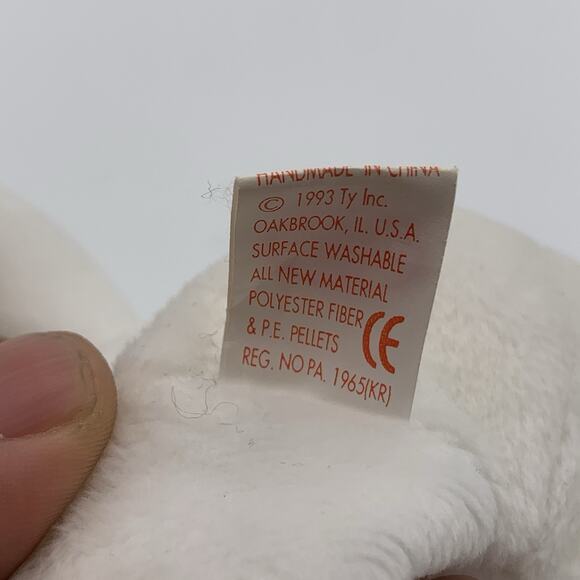 HANDMADE IN CHINA
© 1993 Ty Inc.
OAKBROOK, IL. U.S.A.
SURFACE WASHABLE
ALL NEW MATERIAL
POLYESTER FIBER
& P.E. PELLETS CE
REG. NO PA. 1965(KR)